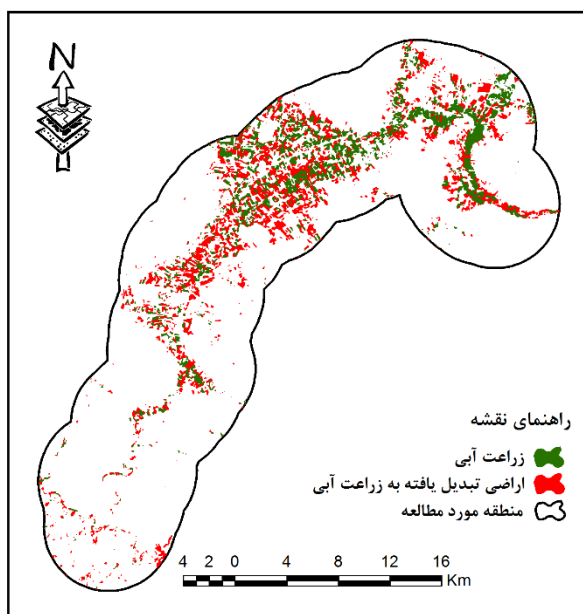 N
راهنمای نقشه
زراعت آبی
اراضی تبدیل یافته به زراعت آبی
منطقه مورد مطالعه
4 2 0 4 8 12 16
Km